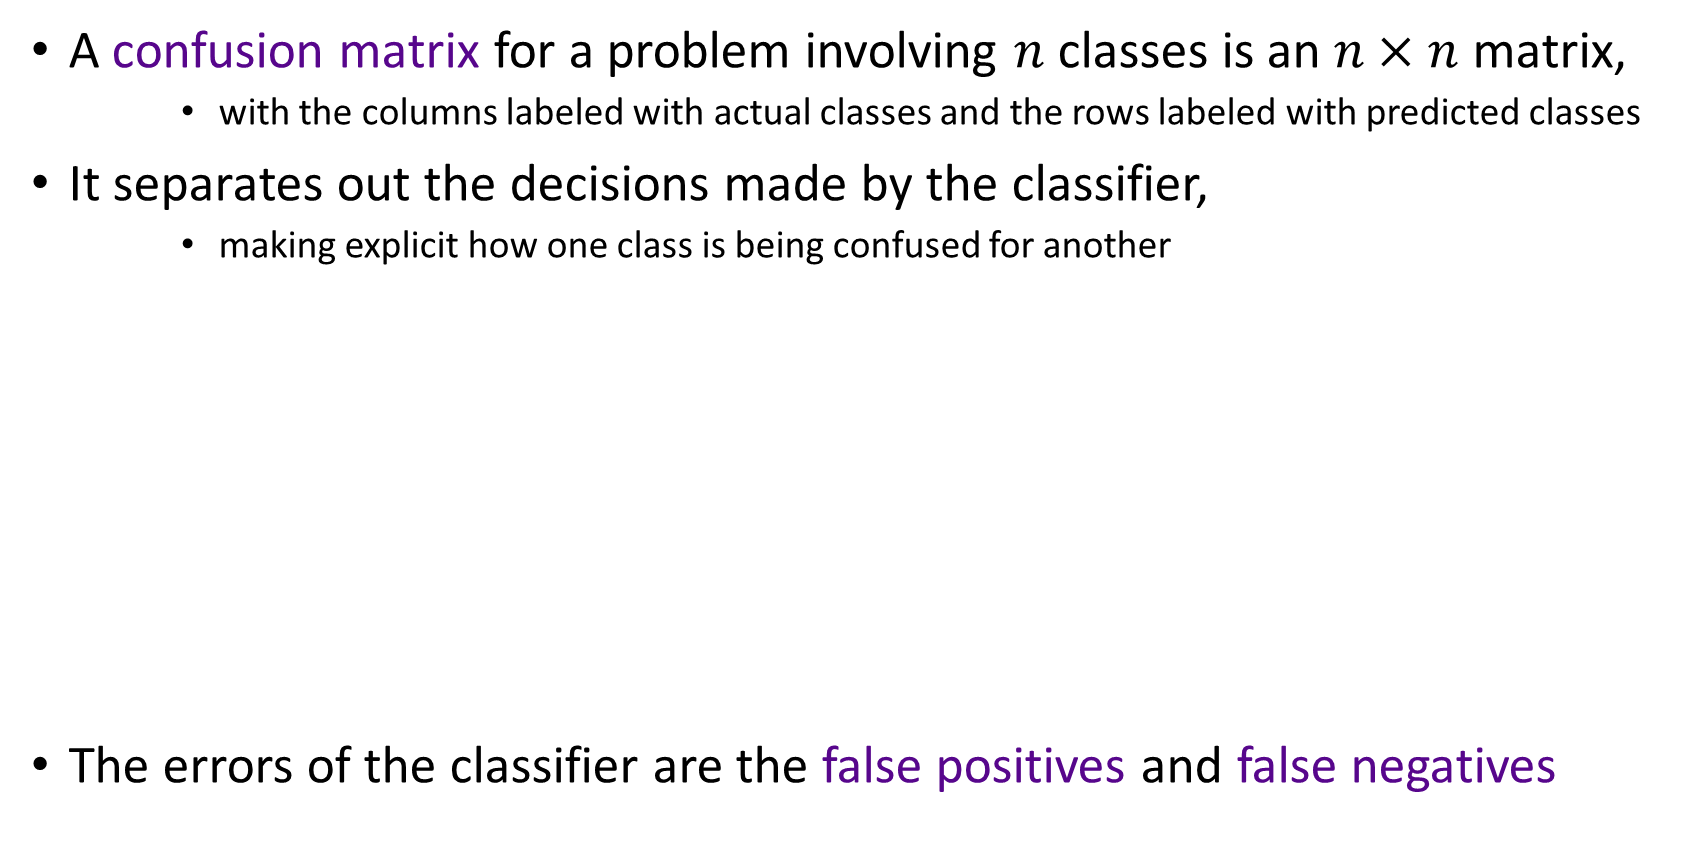 • A confusion matrix for a problem involving n classes is an n × n matrix,
• with the columns labeled with actual classes and the rows labeled with predicted classes
• It separates out the decisions made by the classifier,
• making explicit how one class is being confused for another
• The errors of the classifier are the false positives and false negatives